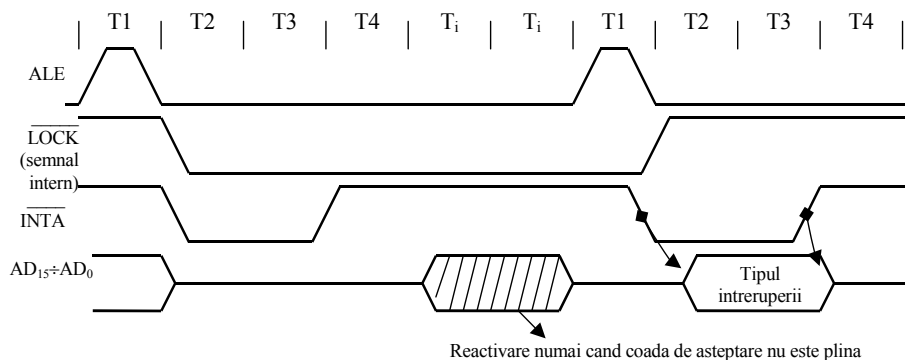 T1 T2 T3 T4 Ti Ti T1 T2 T3 T4
ALE
LOCK
(semnal
intern)
INTA
AD15÷AD0
Tipul
intreruperii
Reactivare numai cand coada de asteptare nu este plina